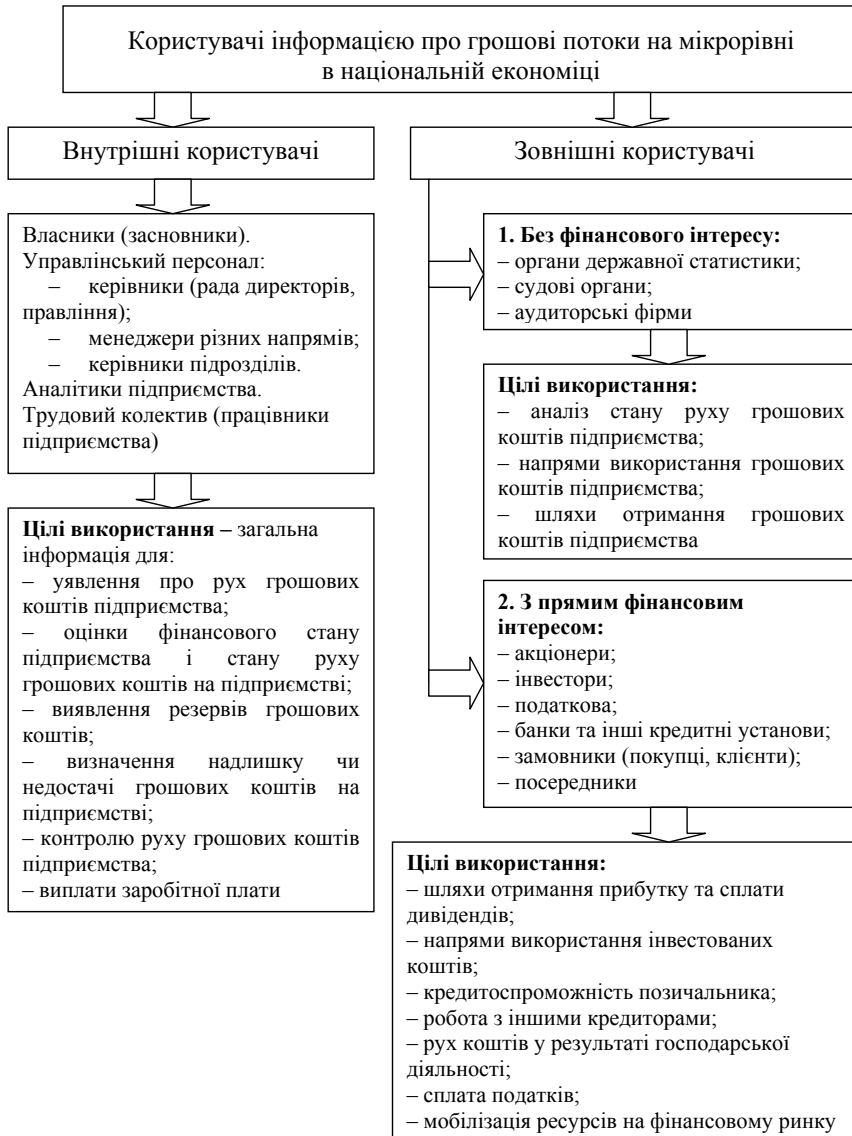 Користувачі інформацією про грошові потоки на мікрорівні
в національній економіці
Внутрішні користувачі
Власники (засновники).
Управлінський персонал:
– керівники (рада директорів,
правління);
– менеджери різних напрямів;
– керівники підрозділів.
Аналітики підприємства.
Трудовий колектив (працівники
підприємства)
Цілі використання – загальна
інформація для:
– уявлення про рух грошових
коштів підприємства;
– оцінки фінансового стану
підприємства і стану руху
грошових коштів на підприємстві;
– виявлення резервів грошових
коштів;
– визначення надлишку чи
недостачі грошових коштів на
підприємстві;
– контролю руху грошових коштів
підприємства;
– виплати заробітної плати
Зовнішні користувачі
1. Без фінансового інтересу:
– органи державної статистики;
– судові органи;
– аудиторські фірми
Цілі використання:
– аналіз стану руху грошових
коштів підприємства;
– напрями використання грошових
коштів підприємства;
– шляхи отримання грошових
коштів підприємства
2. З прямим фінансовим
інтересом:
– акціонери;
– інвестори;
– податкова;
– банки та інші кредитні установи;
– замовники (покупці, клієнти);
– посередники
Цілі використання:
– шляхи отримання прибутку та сплати
дивідендів;
– напрями використання інвестованих
коштів;
– кредитоспроможність позичальника;
– робота з іншими кредиторами;
– рух коштів у результаті господарської
діяльності;
– сплата податків;
– мобілізація ресурсів на фінансовому ринку